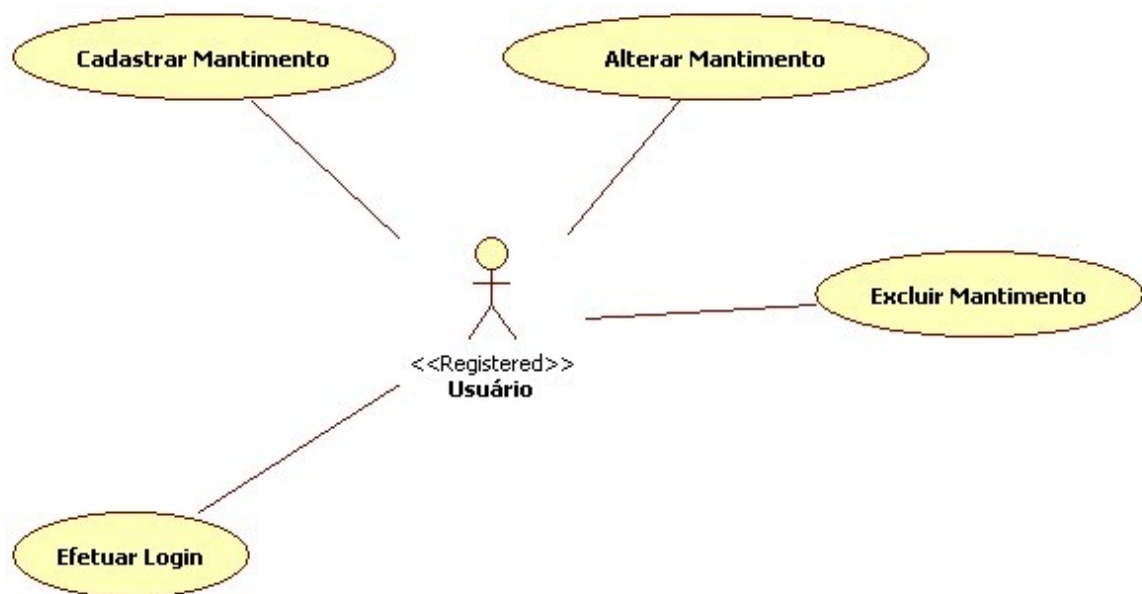 Cadastrar Mantimento
Alterar Mantimento
Excluir Mantimento
<<Registered>>
Usuário
Efetuar Login